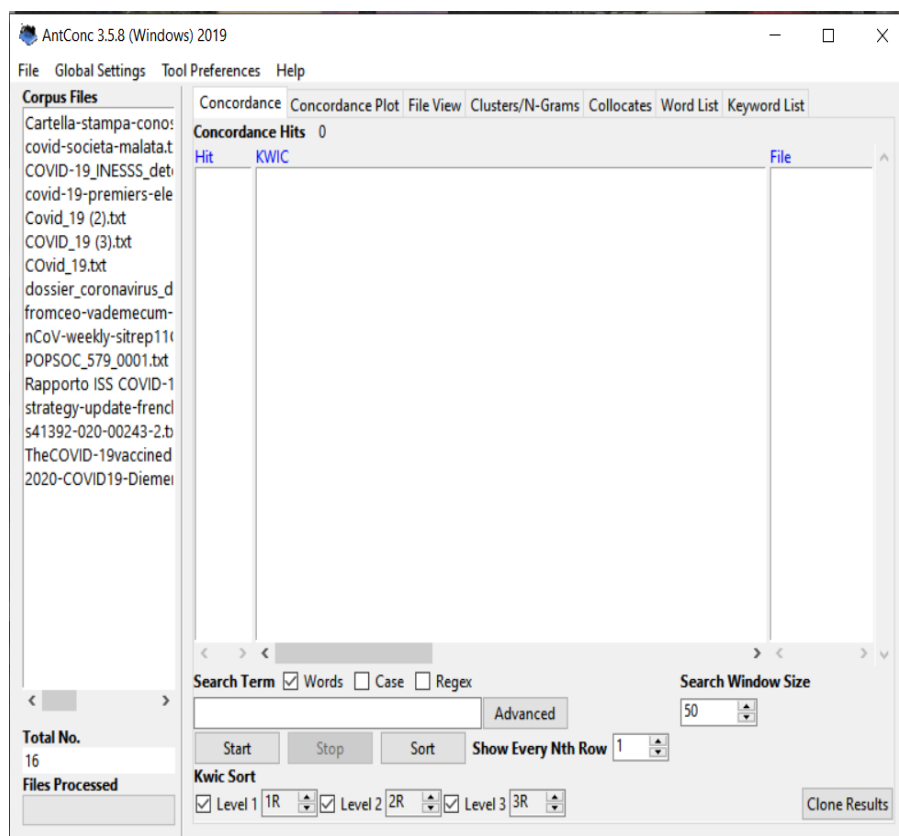 AntConc 3.5.8 (Windows) 2019
File Global Settings Tool Preferences Help
Corpus Files
Cartella-stampa-conos
covid-societa-malata.t
COVID-19_INESSS_det
covid-19-premiers-ele
Covid_19 (2).txt
COVID_19 (3).txt
COvid_19.txt
dossier_coronavirus_d
fromceo-vademecum-
nCoV-weekly-sitrep11
POPSOC_579_0001.txt
Rapporto ISS COVID-1
strategy-update-frencl
s41392-020-00243-2.t
TheCOVID-19vaccined
2020-COVID19-Diemer
Total No.
16
Files Processed
Concordance Concordance Plot File View Clusters/N-Grams Collocates Word List Keyword List
Concordance Hits 0
Hit KWIC File
Search Term Words Case Regex Search Window Size
Advanced 50
Start Stop Sort Show Every Nth Row 1
Kwic Sort
Level 1 1R Level 2 2R Level 3 3R Clone Results